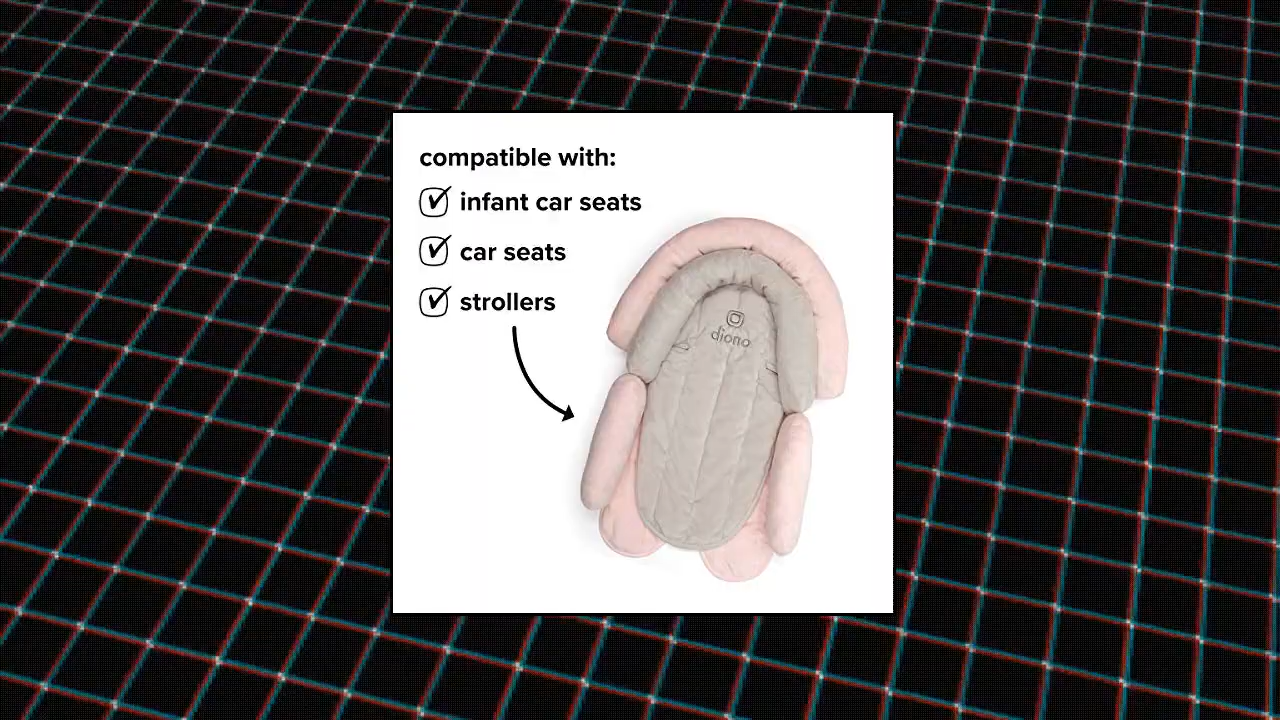 compatible with:
infant car seats
car seats
strollers
diono